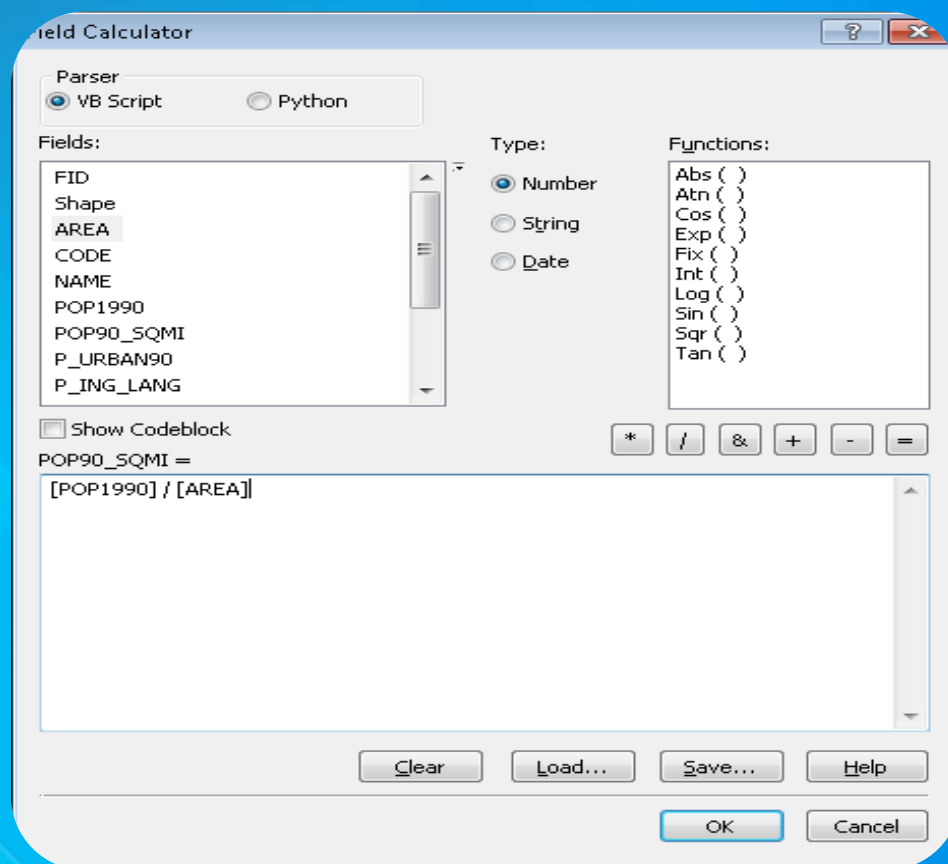 ield Calculator
Parser
VB Script
Python
Fields:
FID
Shape
AREA
CODE
NAME
POP1990
POP90_SQMI
P_URBAN90
P_ING_LANG
Type:
Number
String
Date
Functions:
Abs ( )
Atn ( )
Cos ( )
Exp ( )
Fix ( )
Int ( )
Log ( )
Sin ( )
Sqr ( )
Tan ( )
Show Codeblock
* / & + - =
POP90_SQMI =
[POP1990] / [AREA]
Clear
Load...
Save...
Help
OK
Cancel